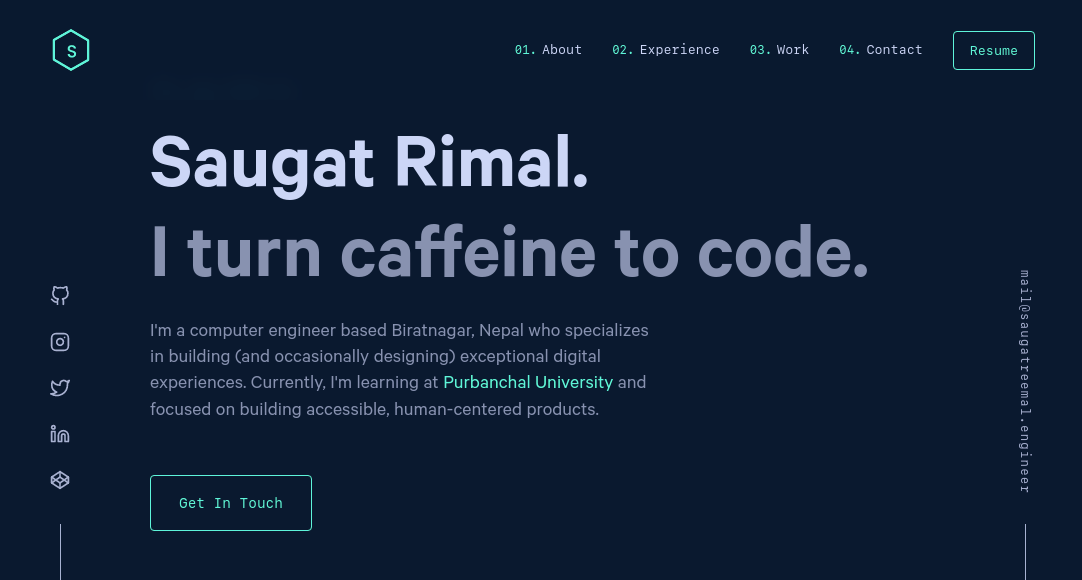 S
01. About 02. Experience 03. Work 04. Contact Resume
Saugat Rimal.
I turn caffeine to code.
I'm a computer engineer based Biratnagar, Nepal who specializes
in building (and occasionally designing) exceptional digital
experiences. Currently, I'm learning at Purbanchal University and
focused on building accessible, human-centered products.
Get In Touch
mail@saugatreemal.engineer